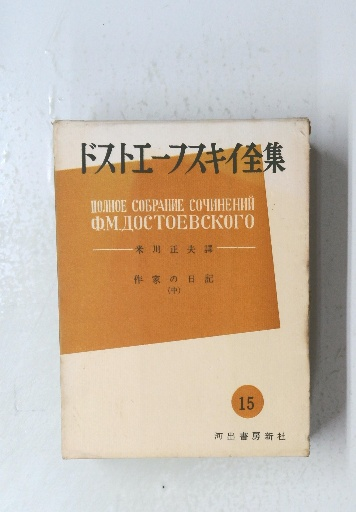 ドストエーフスキイ全集
ПОЛНОЕ СОБРАНИЕ СОЧИНЕНИЙ
Ф.М.ДОСТОЕВСКОГО
米川正夫譯
作家の日記
(中)
15
河出書房新社